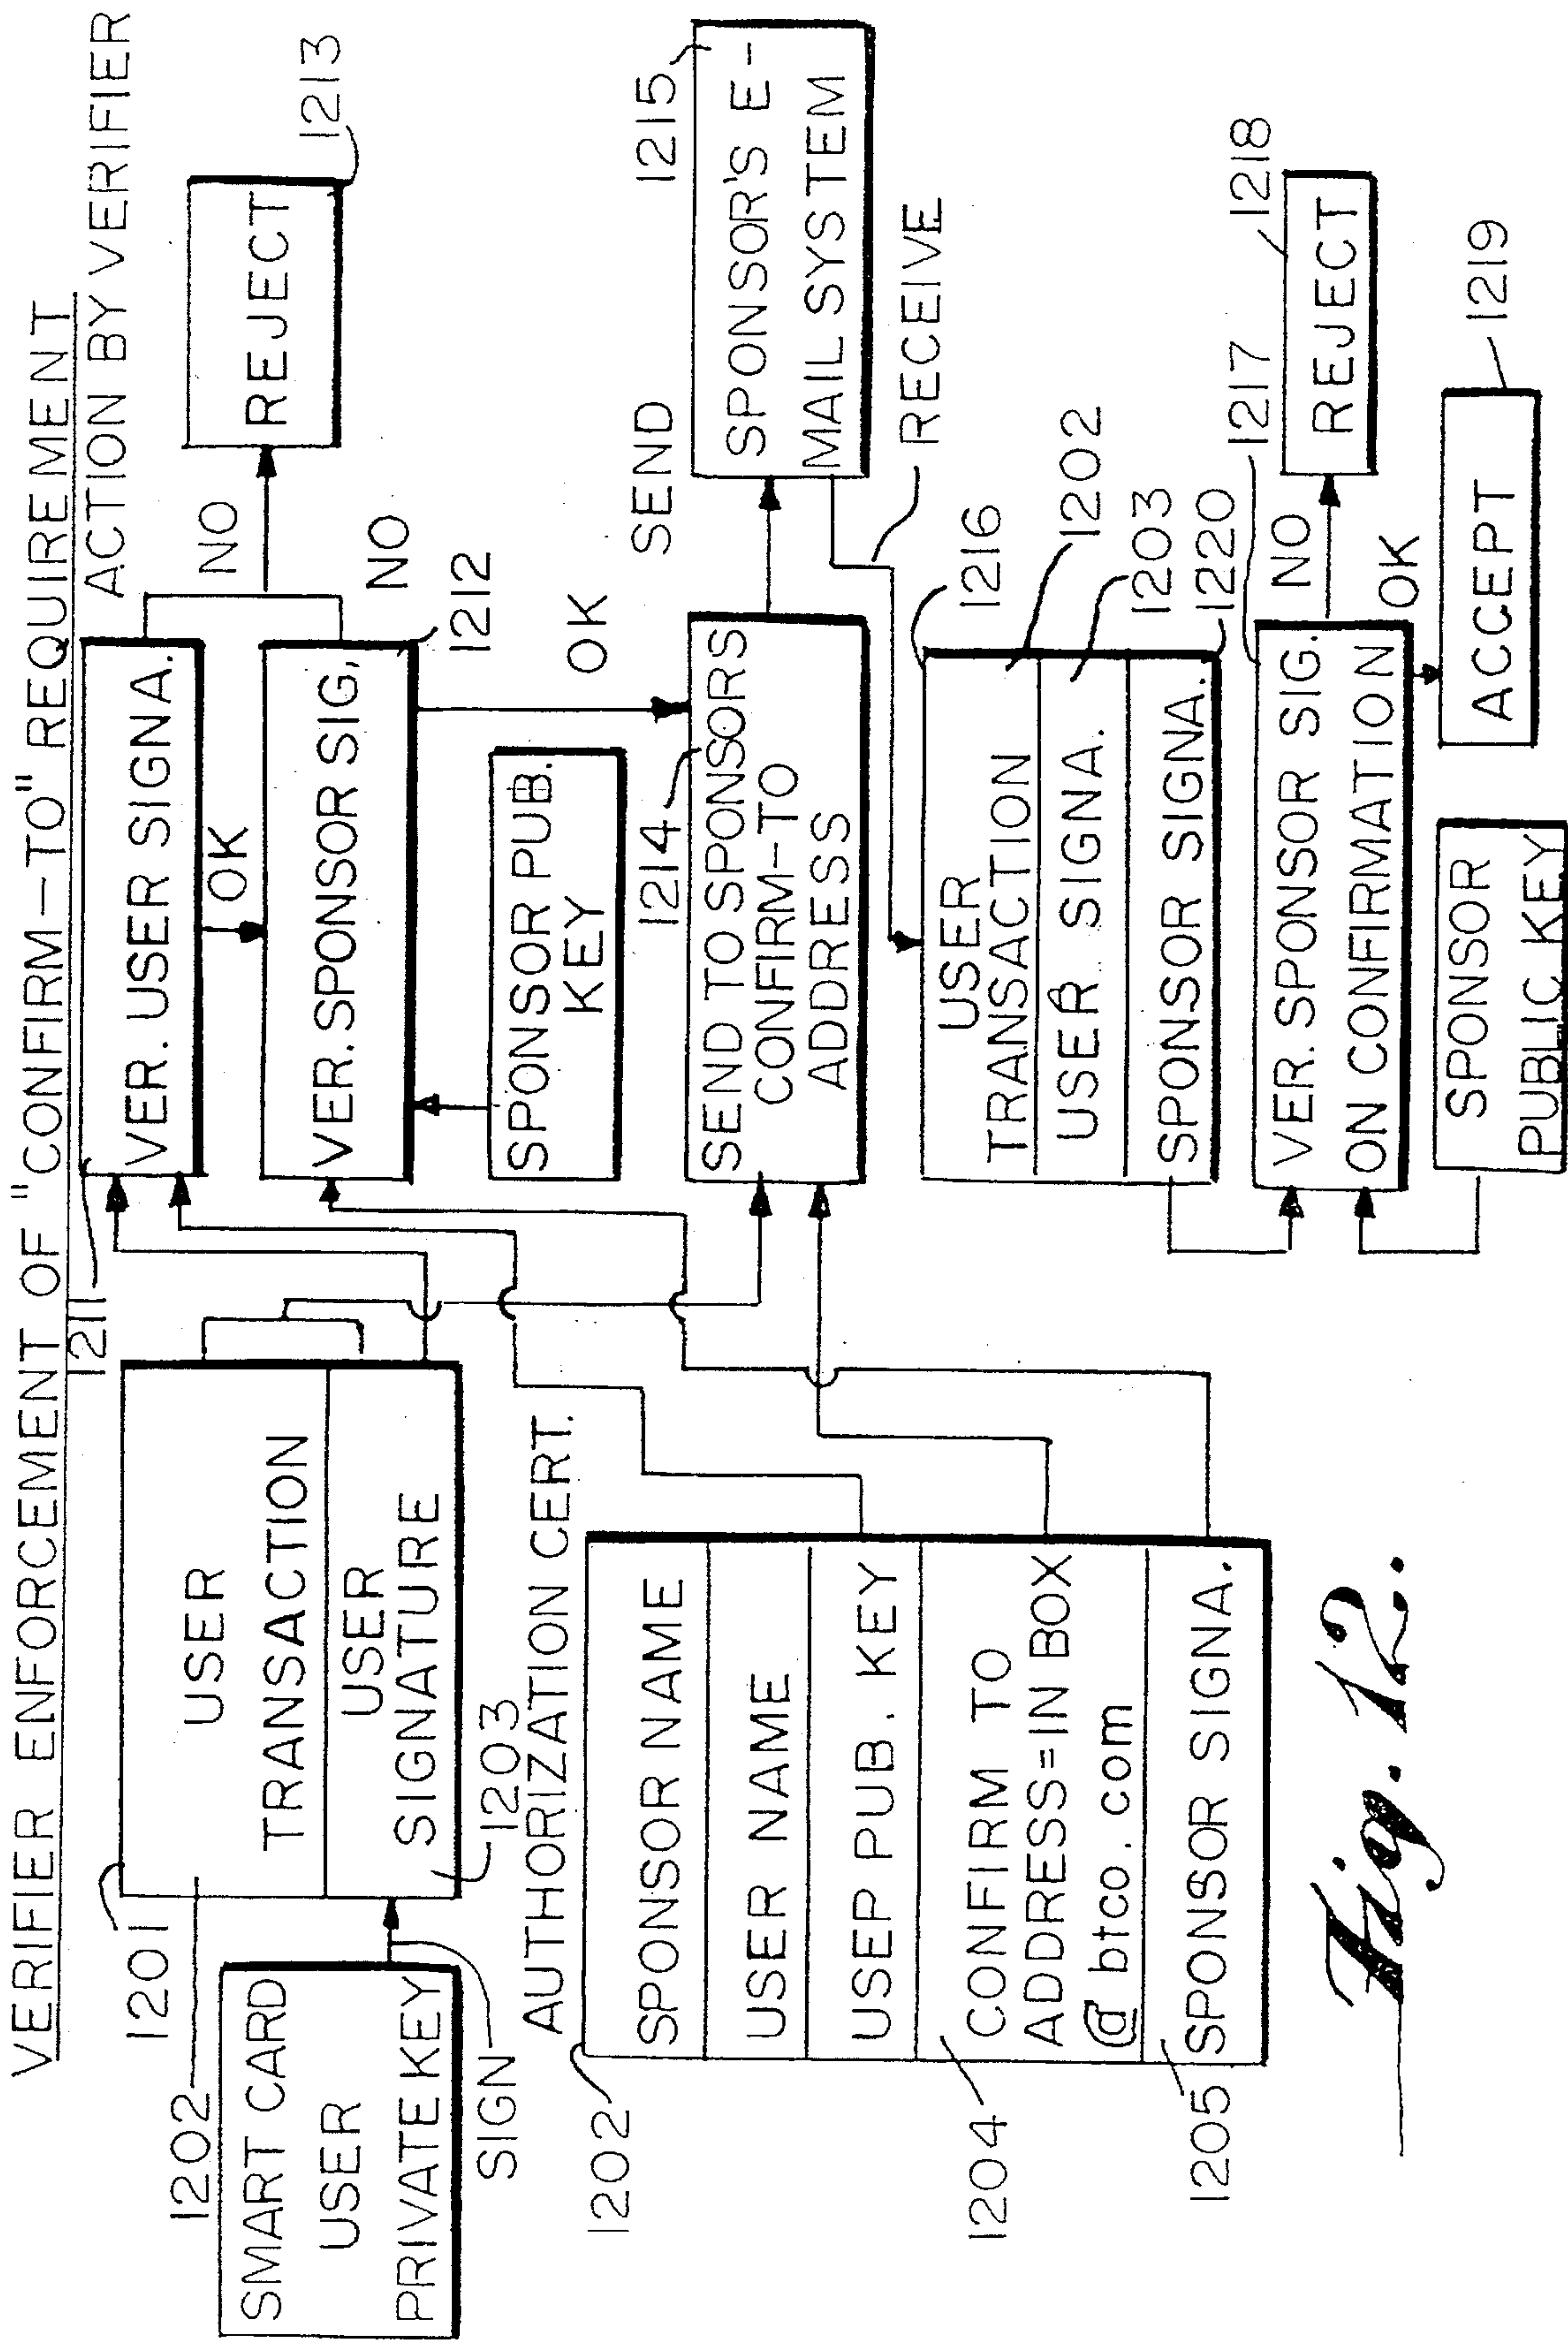 VERIFIER ENFORCEMENT OF "CONFIRM-TO" REQUIREMENT
ACTION BY VERIFIER
1201
1202
SMART CARD
USER
PRIVATE KEY
SIGN
USER
TRANSACTION
USER
SIGNATURE
1203
AUTHORIZATION CERT.
1202
SPONSOR NAME
USER NAME
USEP PUB. KEY
1204
CONFIRM TO
ADDRESS=IN BOX
@ btco.com
1205
SPONSOR SIGNA.
1211
VER. USER SIGNA.
OK
NO
REJECT
1213
VER. SPONSOR SIG.
NO
1212
SPONSOR PUB.
KEY
OK
1214
SEND TO SPONSORS
CONFIRM-TO
ADDRESS
SEND
1215
SPONSOR'S E-
MAIL SYSTEM
RECEIVE
1216
USER
TRANSACTION
1202
USER SIGNA.
1203
SPONSOR SIGNA.
1220
1217
VER. SPONSOR SIG.
ON CONFIRMATION
NO
1218
REJECT
OK
ACCEPT
1219
SPONSOR
PUBLIC KEY
Fig. 12.